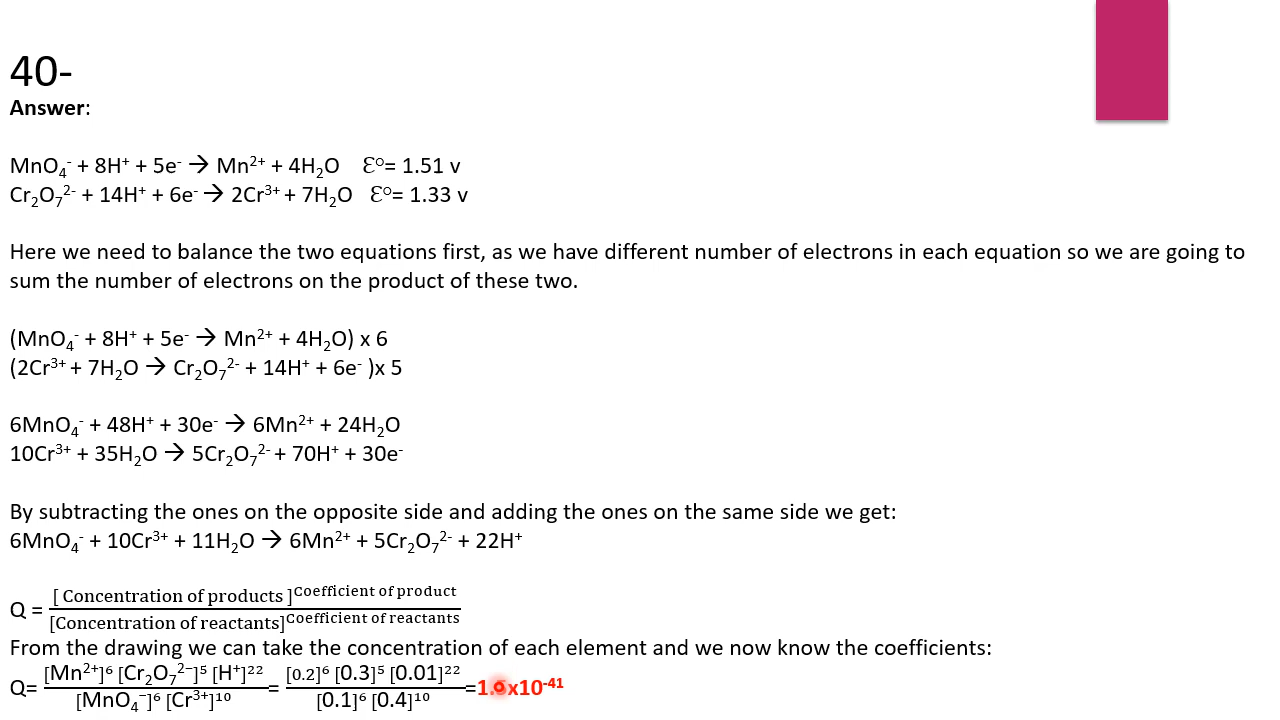 40-
Answer:
MnO₄⁻ + 8H⁺ + 5e⁻ → Mn²⁺ + 4H₂O ℰ°= 1.51 v
Cr₂O₇²⁻ + 14H⁺ + 6e⁻ → 2Cr³⁺ + 7H₂O ℰ°= 1.33 v
Here we need to balance the two equations first, as we have different number of electrons in each equation so we are going to
sum the number of electrons on the product of these two.
(MnO₄⁻ + 8H⁺ + 5e⁻ → Mn²⁺ + 4H₂O) x 6
(2Cr³⁺ + 7H₂O → Cr₂O₇²⁻ + 14H⁺ + 6e⁻ )x 5
6MnO₄⁻ + 48H⁺ + 30e⁻ → 6Mn²⁺ + 24H₂O
10Cr³⁺ + 35H₂O → 5Cr₂O₇²⁻ + 70H⁺ + 30e⁻
By subtracting the ones on the opposite side and adding the ones on the same side we get:
6MnO₄⁻ + 10Cr³⁺ + 11H₂O → 6Mn²⁺ + 5Cr₂O₇²⁻ + 22H⁺
Q = [ Concentration of products ]^Coefficient of product / [Concentration of reactants]^Coefficient of reactants
From the drawing we can take the concentration of each element and we now know the coefficients:
Q= [Mn²⁺]⁶ [Cr₂O₇²⁻]⁵ [H⁺]²² / [MnO₄⁻]⁶ [Cr³⁺]¹⁰ = [0.2]⁶ [0.3]⁵ [0.01]²² / [0.1]⁶ [0.4]¹⁰ =